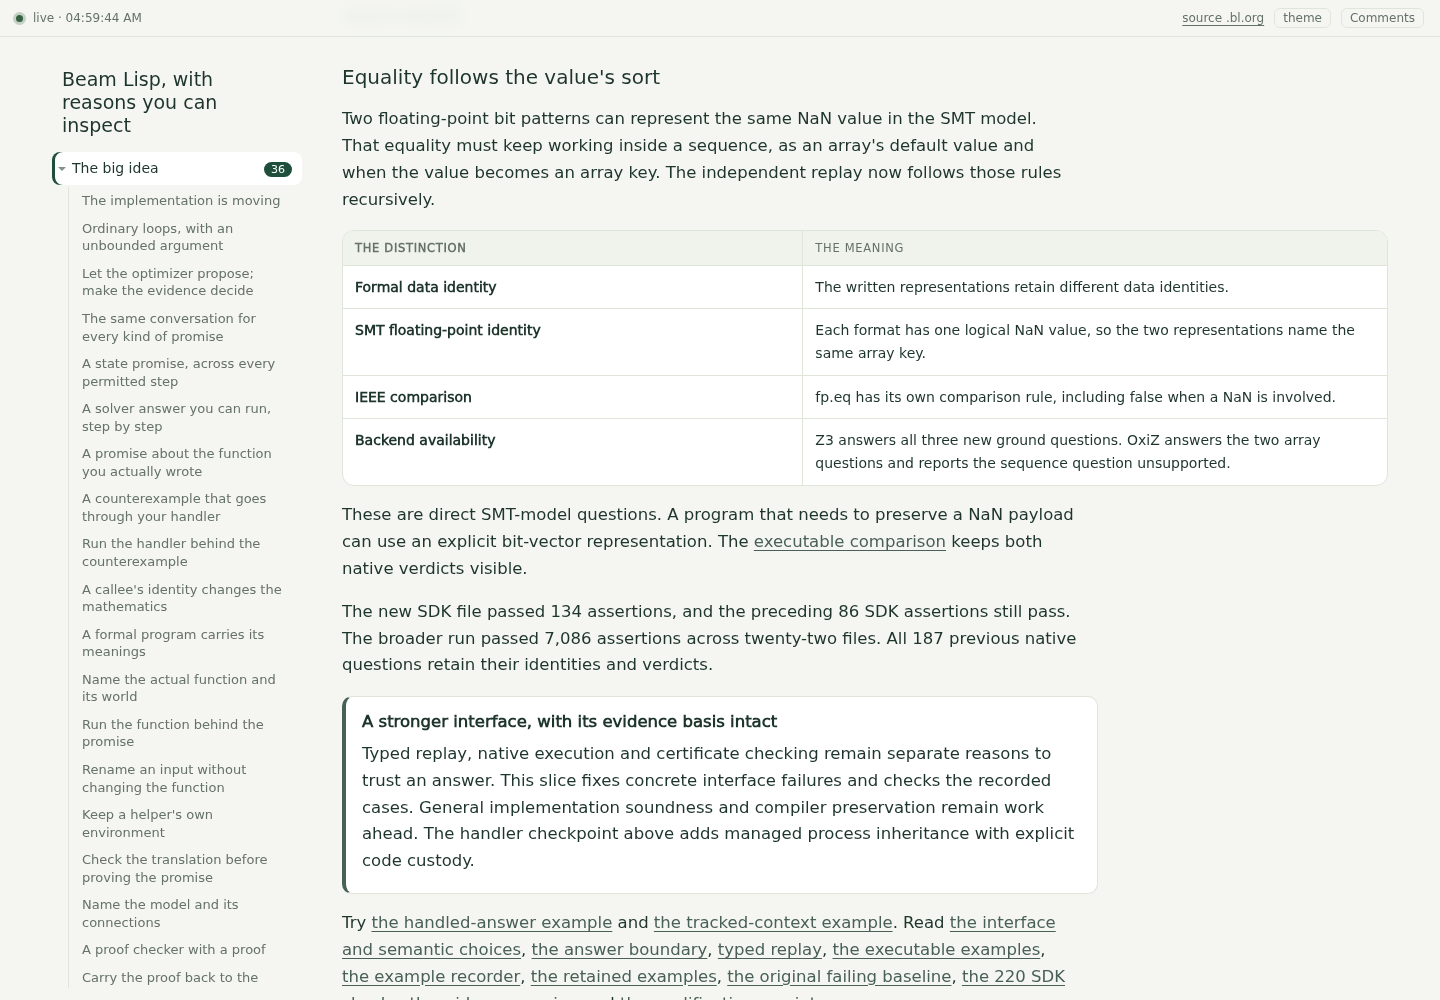 live · 04:59:44 AM
source .bl.org
theme
Comments
Beam Lisp, with
reasons you can
inspect
The big idea
36
The implementation is moving
Ordinary loops, with an
unbounded argument
Let the optimizer propose;
make the evidence decide
The same conversation for
every kind of promise
A state promise, across every
permitted step
A solver answer you can run,
step by step
A promise about the function
you actually wrote
A counterexample that goes
through your handler
Run the handler behind the
counterexample
A callee's identity changes the
mathematics
A formal program carries its
meanings
Name the actual function and
its world
Run the function behind the
promise
Rename an input without
changing the function
Keep a helper's own
environment
Check the translation before
proving the promise
Name the model and its
connections
A proof checker with a proof
Carry the proof back to the
Equality follows the value's sort
Two floating-point bit patterns can represent the same NaN value in the SMT model.
That equality must keep working inside a sequence, as an array's default value and
when the value becomes an array key. The independent replay now follows those rules
recursively.
THE DISTINCTION
THE MEANING
Formal data identity
The written representations retain different data identities.
SMT floating-point identity
Each format has one logical NaN value, so the two representations name the
same array key.
IEEE comparison
fp.eq has its own comparison rule, including false when a NaN is involved.
Backend availability
Z3 answers all three new ground questions. OxiZ answers the two array
questions and reports the sequence question unsupported.
These are direct SMT-model questions. A program that needs to preserve a NaN payload
can use an explicit bit-vector representation. The executable comparison keeps both
native verdicts visible.
The new SDK file passed 134 assertions, and the preceding 86 SDK assertions still pass.
The broader run passed 7,086 assertions across twenty-two files. All 187 previous native
questions retain their identities and verdicts.
A stronger interface, with its evidence basis intact
Typed replay, native execution and certificate checking remain separate reasons to
trust an answer. This slice fixes concrete interface failures and checks the recorded
cases. General implementation soundness and compiler preservation remain work
ahead. The handler checkpoint above adds managed process inheritance with explicit
code custody.
Try the handled-answer example and the tracked-context example. Read the interface
and semantic choices, the answer boundary, typed replay, the executable examples,
the example recorder, the retained examples, the original failing baseline, the 220 SDK